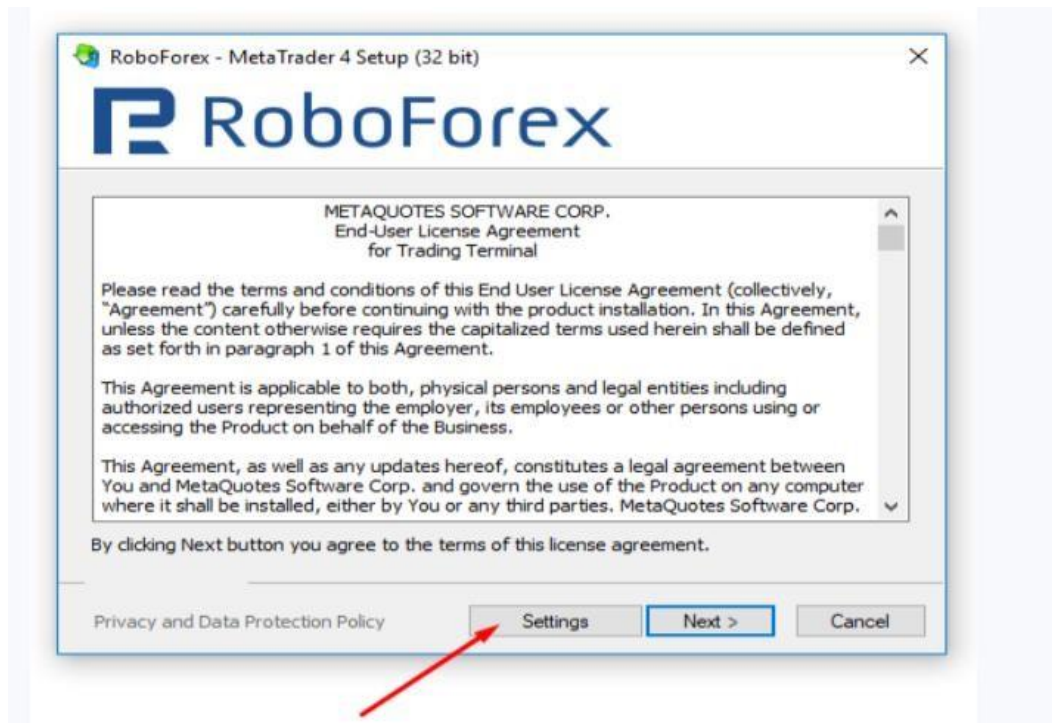 RoboForex - MetaTrader 4 Setup (32 bit)
RoboForex
METAQUOTES SOFTWARE CORP.
End-User License Agreement
for Trading Terminal
Please read the terms and conditions of this End User License Agreement (collectively,
"Agreement") carefully before continuing with the product installation. In this Agreement,
unless the content otherwise requires the capitalized terms used herein shall be defined
as set forth in paragraph 1 of this Agreement.
This Agreement is applicable to both, physical persons and legal entities including
authorized users representing the employer, its employees or other persons using or
accessing the Product on behalf of the Business.
This Agreement, as well as any updates hereof, constitutes a legal agreement between
You and MetaQuotes Software Corp. and govern the use of the Product on any computer
where it shall be installed, either by You or any third parties. MetaQuotes Software Corp.
By clicking Next button you agree to the terms of this license agreement.
Privacy and Data Protection Policy
Settings
Next >
Cancel